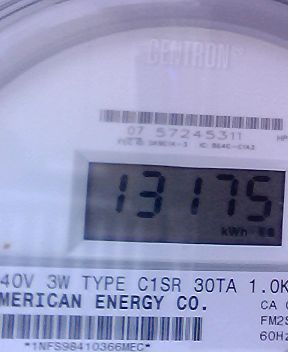 CENTRON
07 57245311
13175
kWh
40V 3W TYPE C1SR 30TA 1.0K
MERICAN ENERGY CO.
CA
FM2S
60Hz
*1NFS98410366MEC*